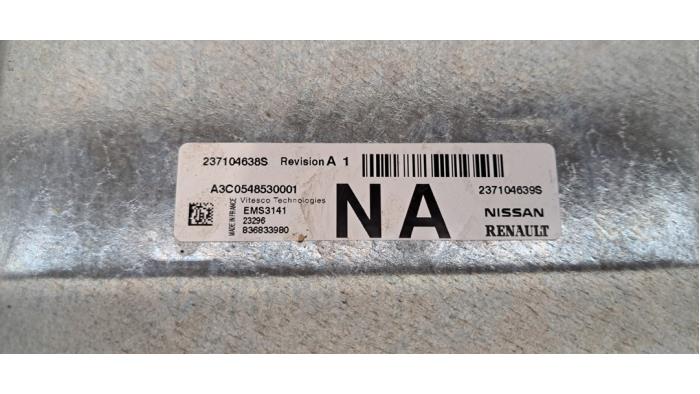 237104638S Revision A 1
A3C0548530001
Vitesco Technologies
MADE IN FRANCE
EMS3141
23296
836833980
NA
237104639S
NISSAN
RENAULT